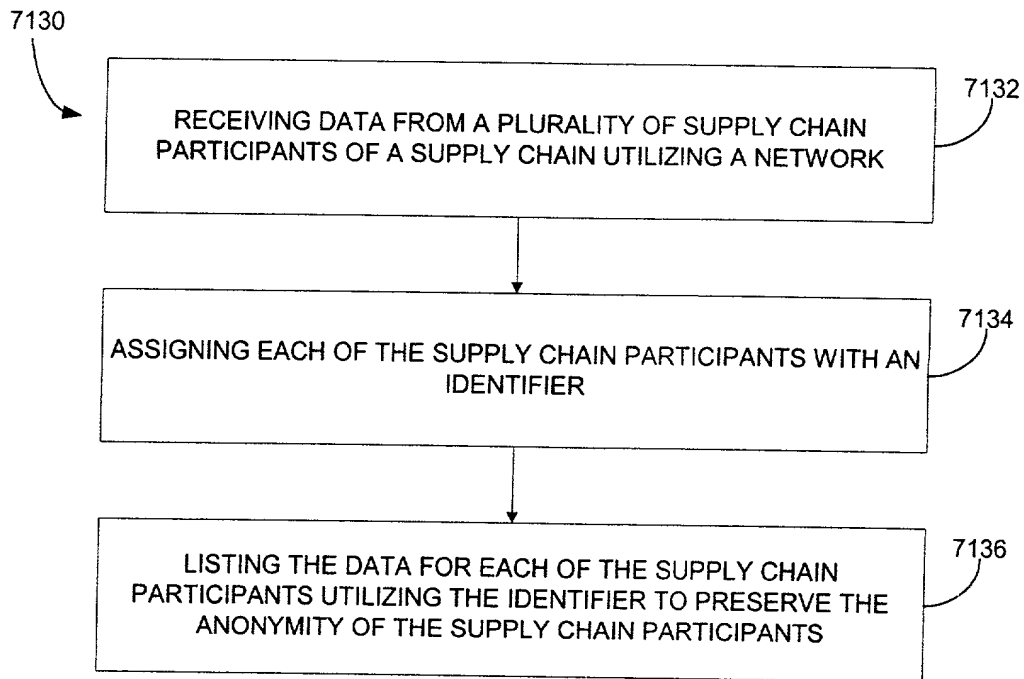 7130
7132
RECEIVING DATA FROM A PLURALITY OF SUPPLY CHAIN
PARTICIPANTS OF A SUPPLY CHAIN UTILIZING A NETWORK
7134
ASSIGNING EACH OF THE SUPPLY CHAIN PARTICIPANTS WITH AN
IDENTIFIER
7136
LISTING THE DATA FOR EACH OF THE SUPPLY CHAIN
PARTICIPANTS UTILIZING THE IDENTIFIER TO PRESERVE THE
ANONYMITY OF THE SUPPLY CHAIN PARTICIPANTS